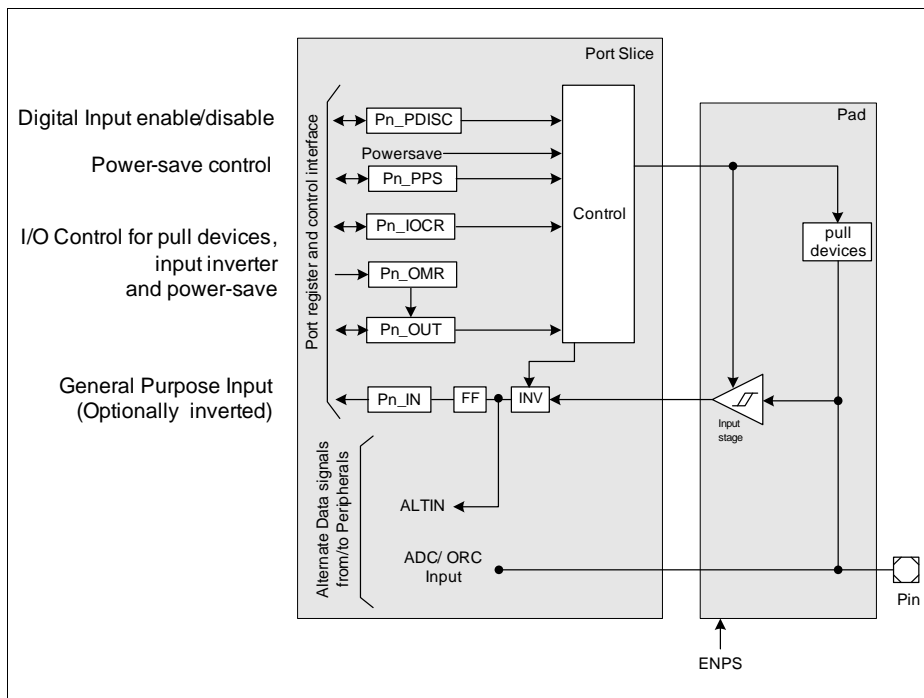 Port Slice
Pad
Digital Input enable/disable
Power-save control
I/O Control for pull devices,
input inverter
and power-save
General Purpose Input
(Optionally inverted)
Port register and control interface
Pn_PDISC
Powersave
Pn_PPS
Pn_IOCR
Pn_OMR
Pn_OUT
Control
pull
devices
Pn_IN
FF
INV
Input
stage
Alternate Data signals
from/to Peripherals
ALTIN
ADC/ ORC
Input
Pin
ENPS